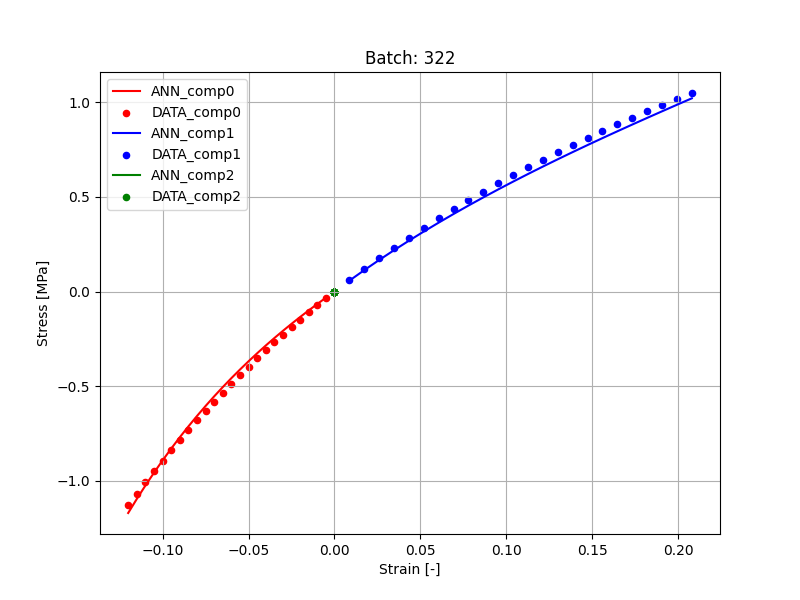 Batch: 322
ANN_comp0
DATA_comp0
ANN_comp1
DATA_comp1
ANN_comp2
DATA_comp2
1.0
0.5
0.0
−0.5
−1.0
Stress [MPa]
−0.10
−0.05
0.00
0.05
0.10
0.15
0.20
Strain [-]